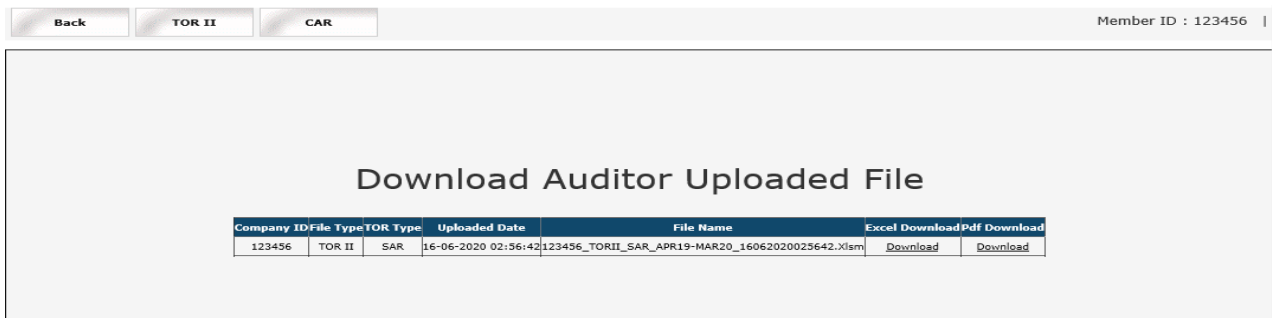 Back TOR II CAR Member ID : 123456 |
Download Auditor Uploaded File
Company ID File Type TOR Type Uploaded Date File Name Excel Download Pdf Download
123456 TOR II SAR 16-06-2020 02:56:42 123456_TORII_SAR_APR19-MAR20_16062020025642.Xlsm Download Download